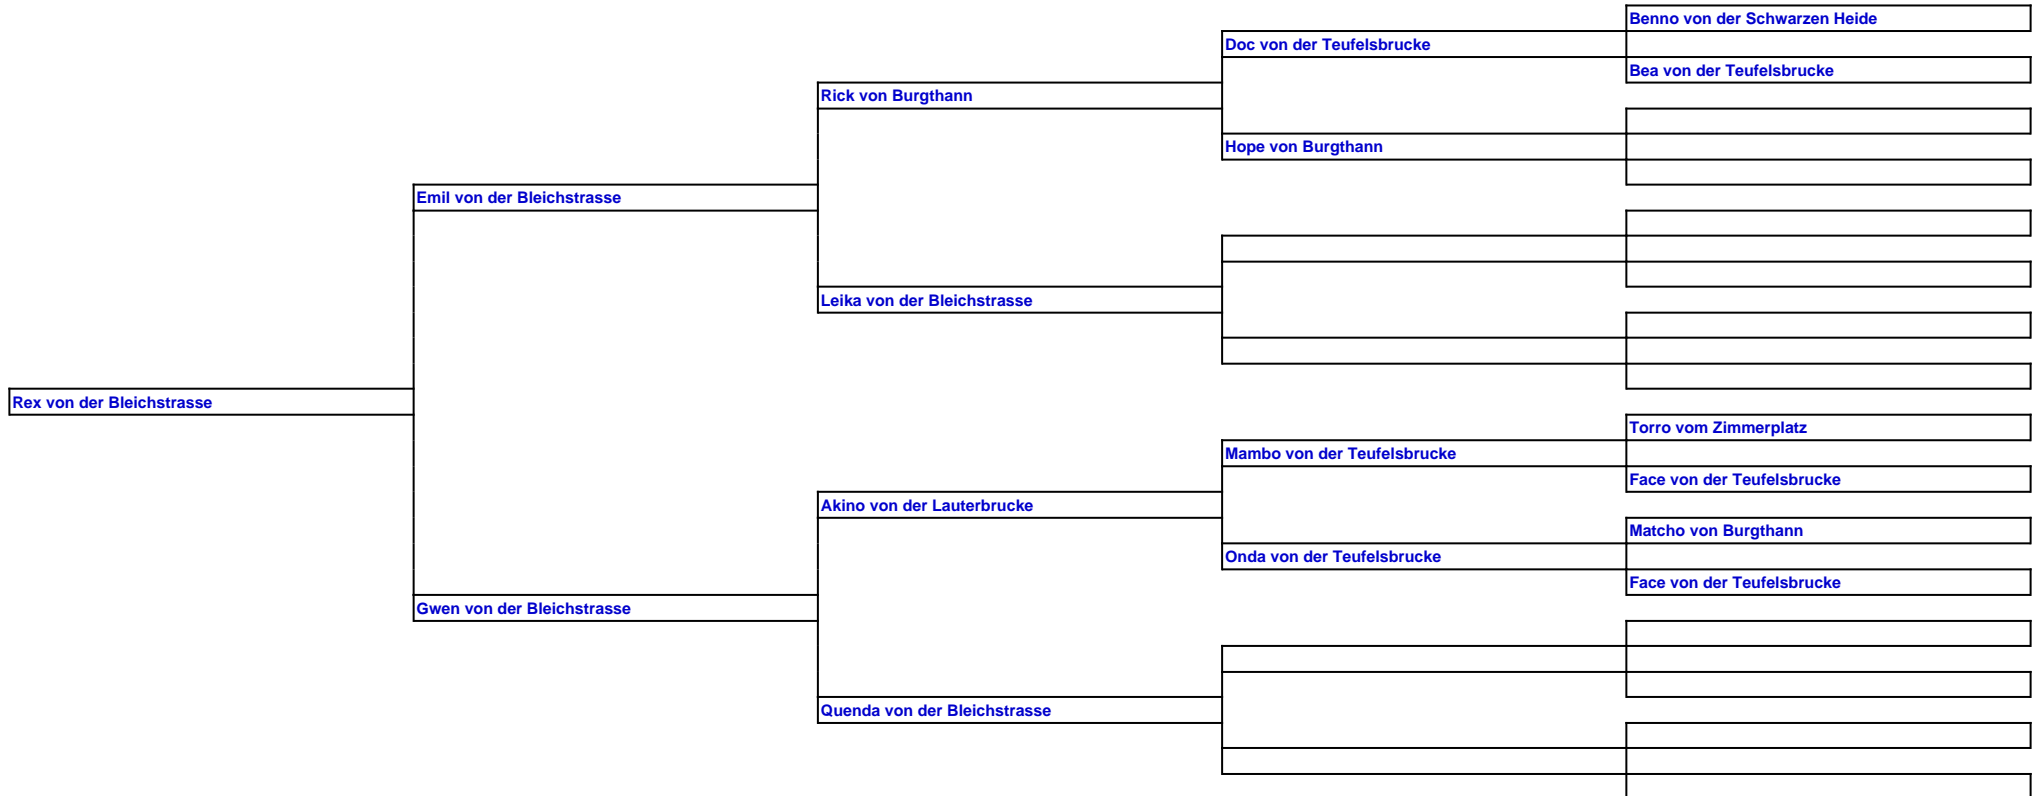 Benno von der Schwarzen Heide
Doc von der Teufelsbrucke
Bea von der Teufelsbrucke
Rick von Burgthann
Hope von Burgthann
Emil von der Bleichstrasse
Leika von der Bleichstrasse
Rex von der Bleichstrasse
Torro vom Zimmerplatz
Mambo von der Teufelsbrucke
Face von der Teufelsbrucke
Akino von der Lauterbrucke
Matcho von Burgthann
Onda von der Teufelsbrucke
Face von der Teufelsbrucke
Gwen von der Bleichstrasse
Quenda von der Bleichstrasse